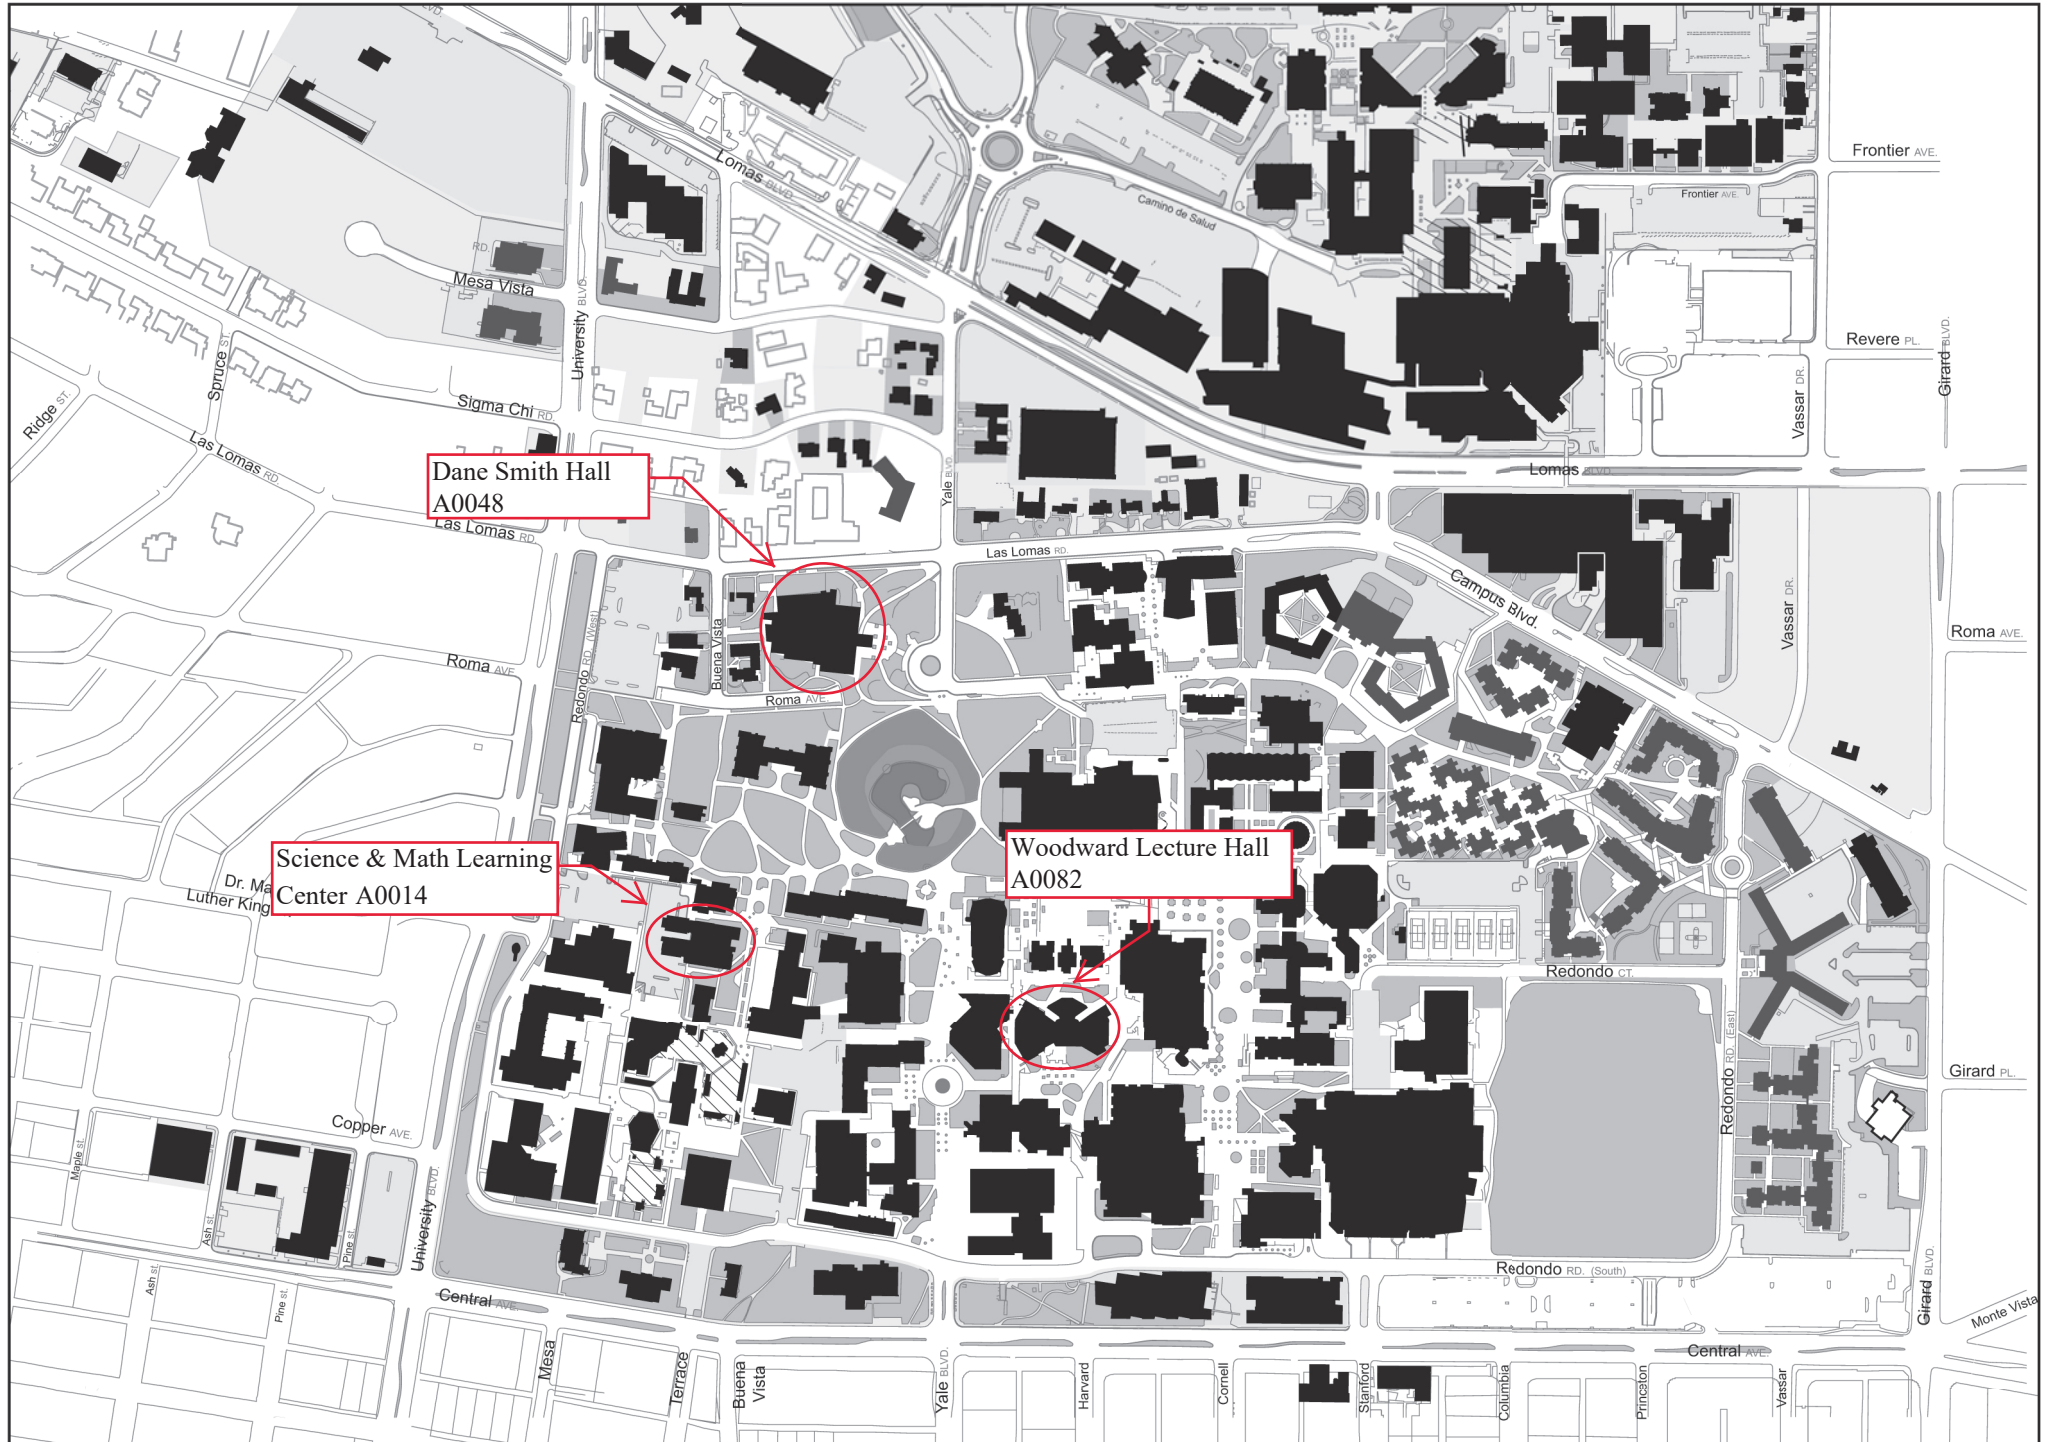 BLVD.
Frontier AVE.
Frontier AVE.
Lomas BLVD.
Camino de Salud
RD.
Mesa Vista
University BLVD.
Spruce ST.
Revere PL.
Girard BLVD.
Vassar DR.
Ridge ST.
Sigma Chi RD
Las Lomas RD
Lomas BLVD.
Dane Smith Hall
A0048
Yale BLVD.
Las Lomas RD.
Las Lomas RD.
Campus Blvd.
Vassar DR.
Roma AVE.
Redondo RD. (West)
Buena Vista
Roma AVE
Roma AVE.
Science & Math Learning
Center A0014
Woodward Lecture Hall
A0082
Dr. Ma
Luther King
Redondo CT.
Redondo RD. (East)
Girard PL.
Copper AVE.
Maple st.
University BLVD.
Ash st.
Pine st.
Redondo RD. (South)
Girard BLVD.
Ash st.
Pine st.
Central AVE.
Monte Vista
Central AVE.
Mesa
Terrace
Buena
Vista
Yale BLVD.
Harvard
Cornell
Stanford
Columbia
Princeton
Vassar